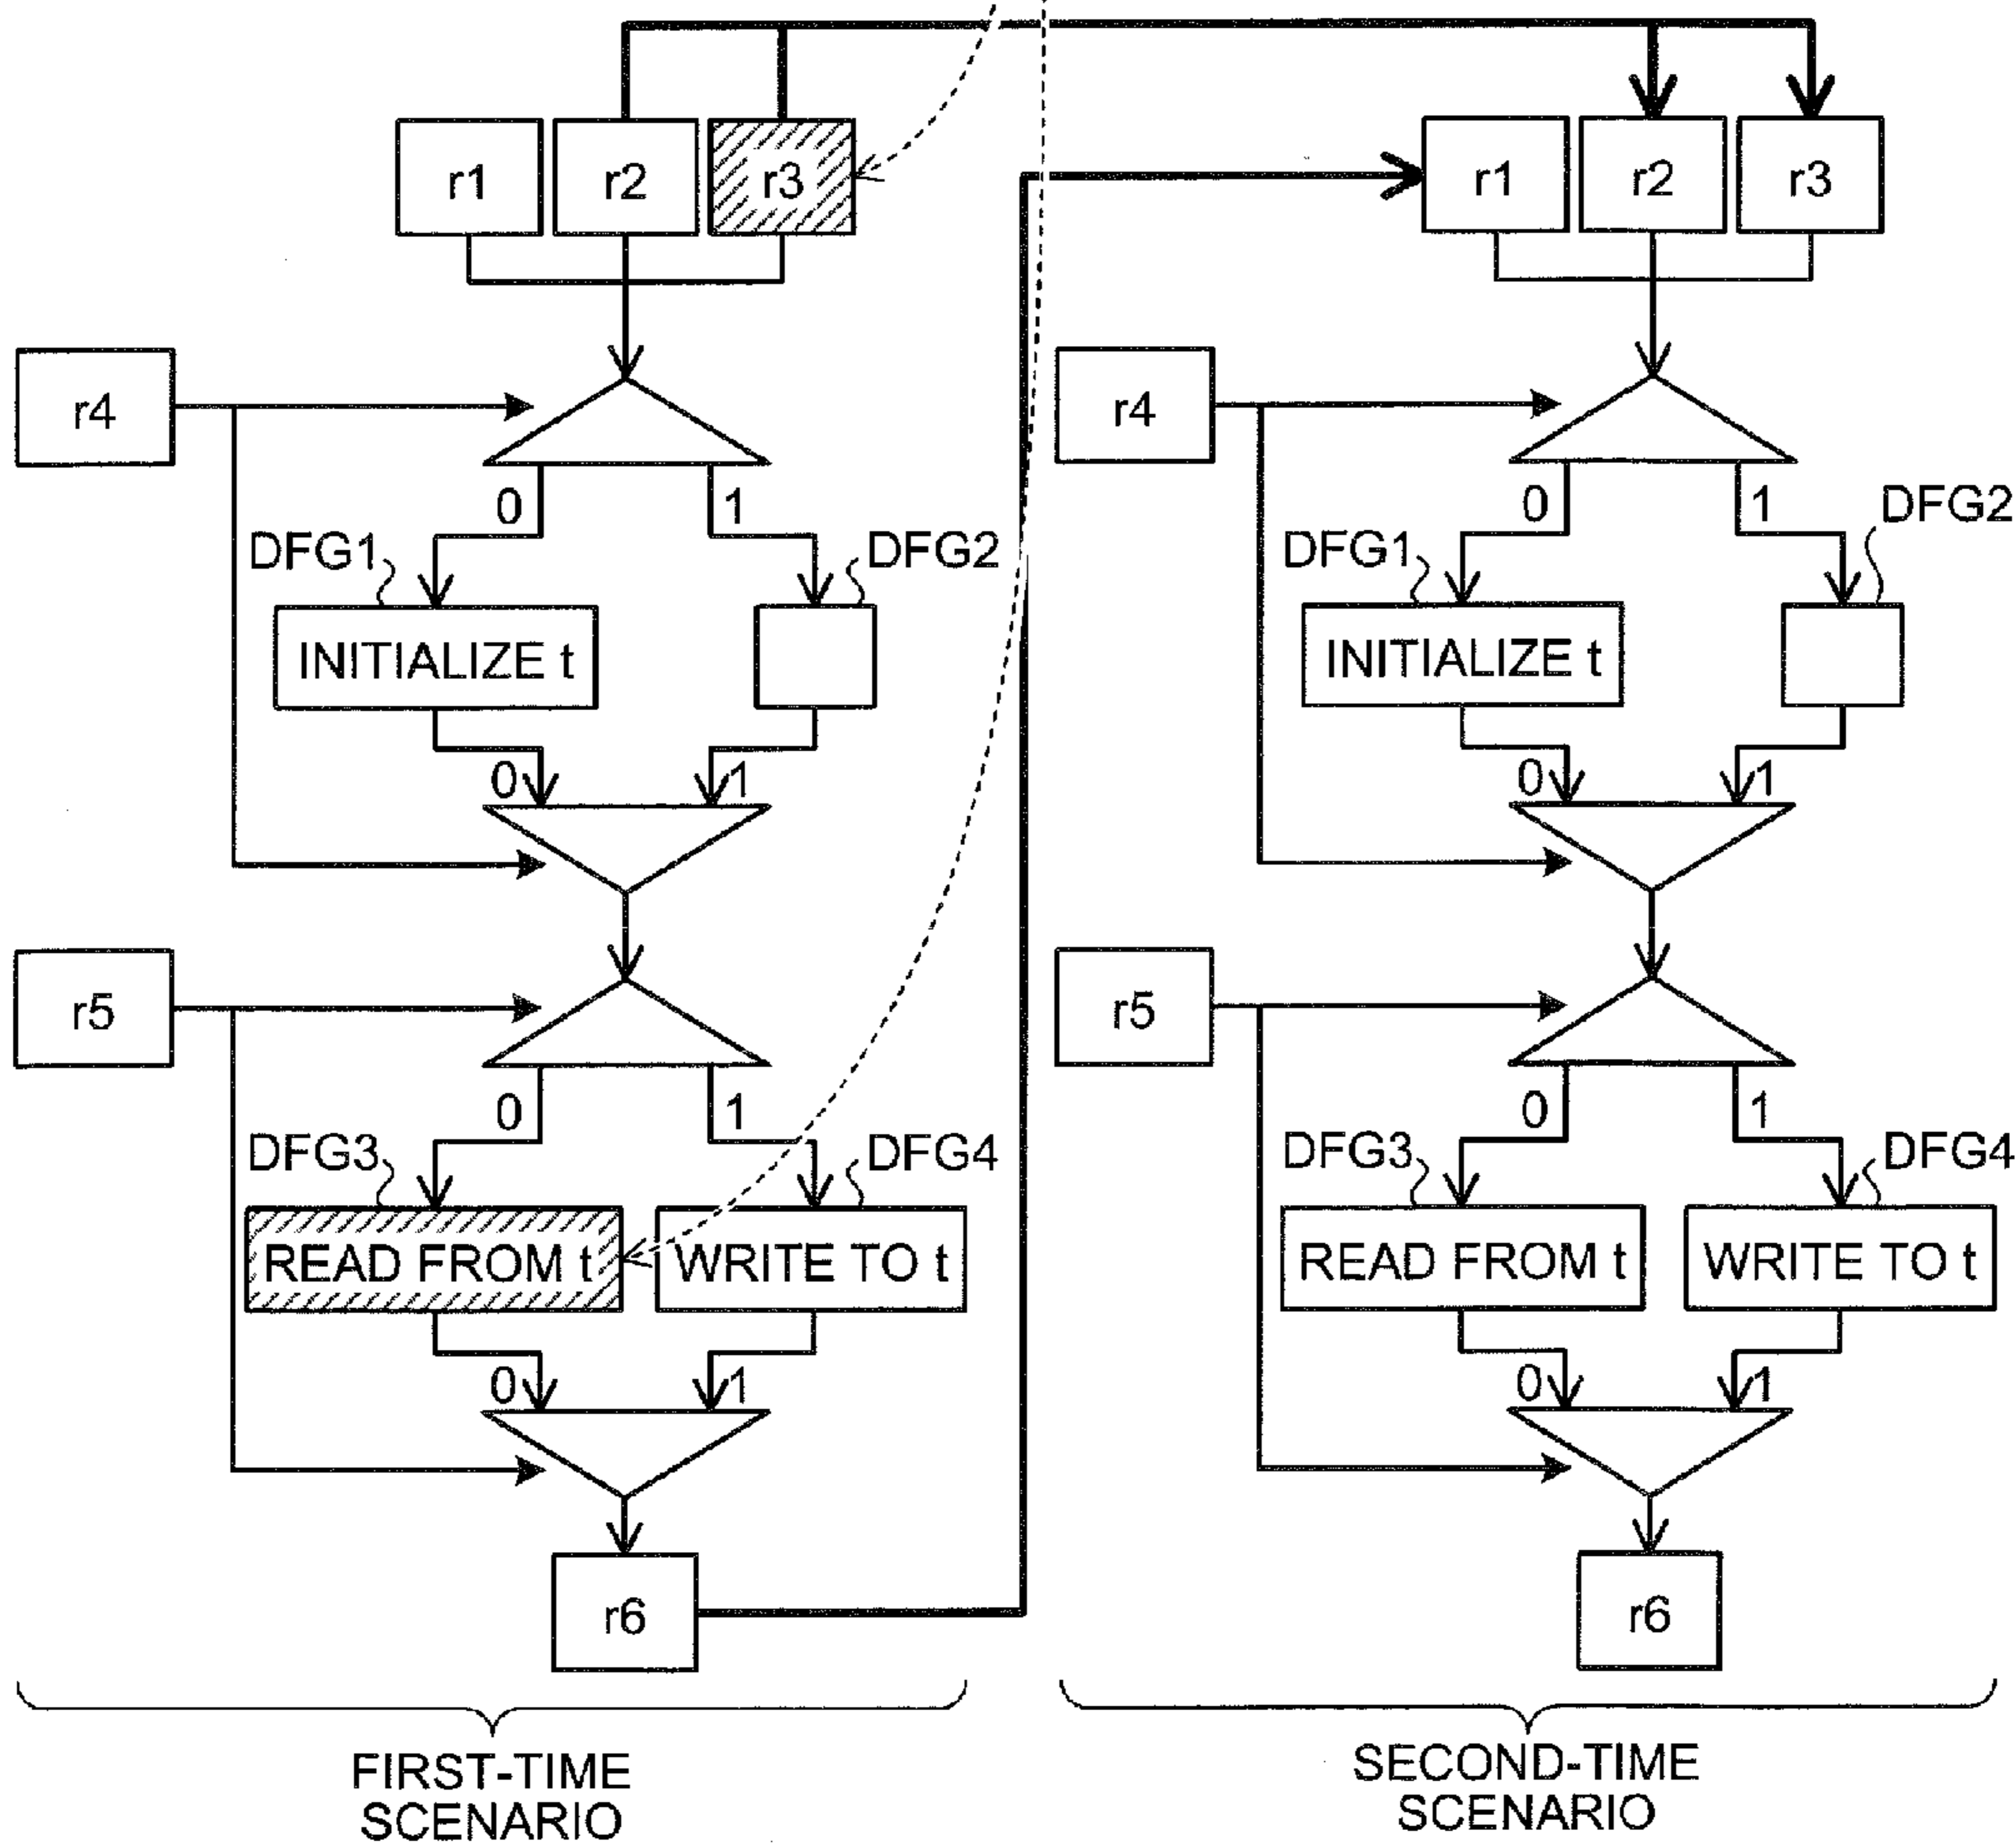 r1 r2 r3
r4
0 1
DFG1 DFG2
INITIALIZE t
0 1
r5
0 1
DFG3 DFG4
READ FROM t WRITE TO t
0 1
r6
FIRST-TIME
SCENARIO
r1 r2 r3
r4
0 1
DFG1 DFG2
INITIALIZE t
0 1
r5
0 1
DFG3 DFG4
READ FROM t WRITE TO t
0 1
r6
SECOND-TIME
SCENARIO